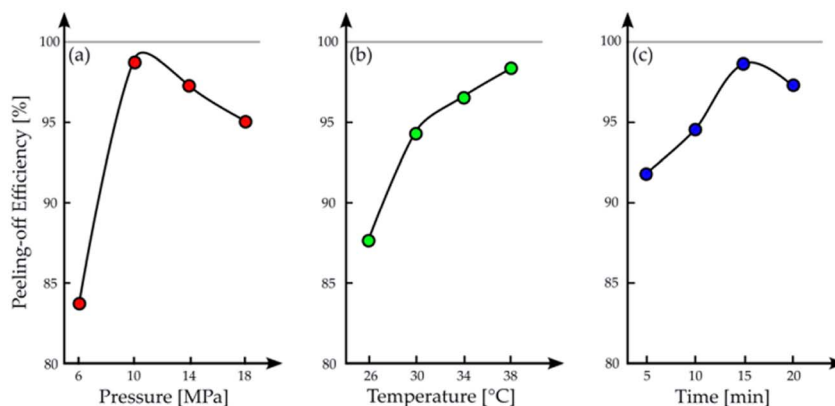 Peeling-off Efficiency [%]
(a)
100
95
90
85
80
6 10 14 18
Pressure [MPa]
(b)
100
95
90
85
80
26 30 34 38
Temperature [°C]
(c)
100
95
90
85
80
5 10 15 20
Time [min]